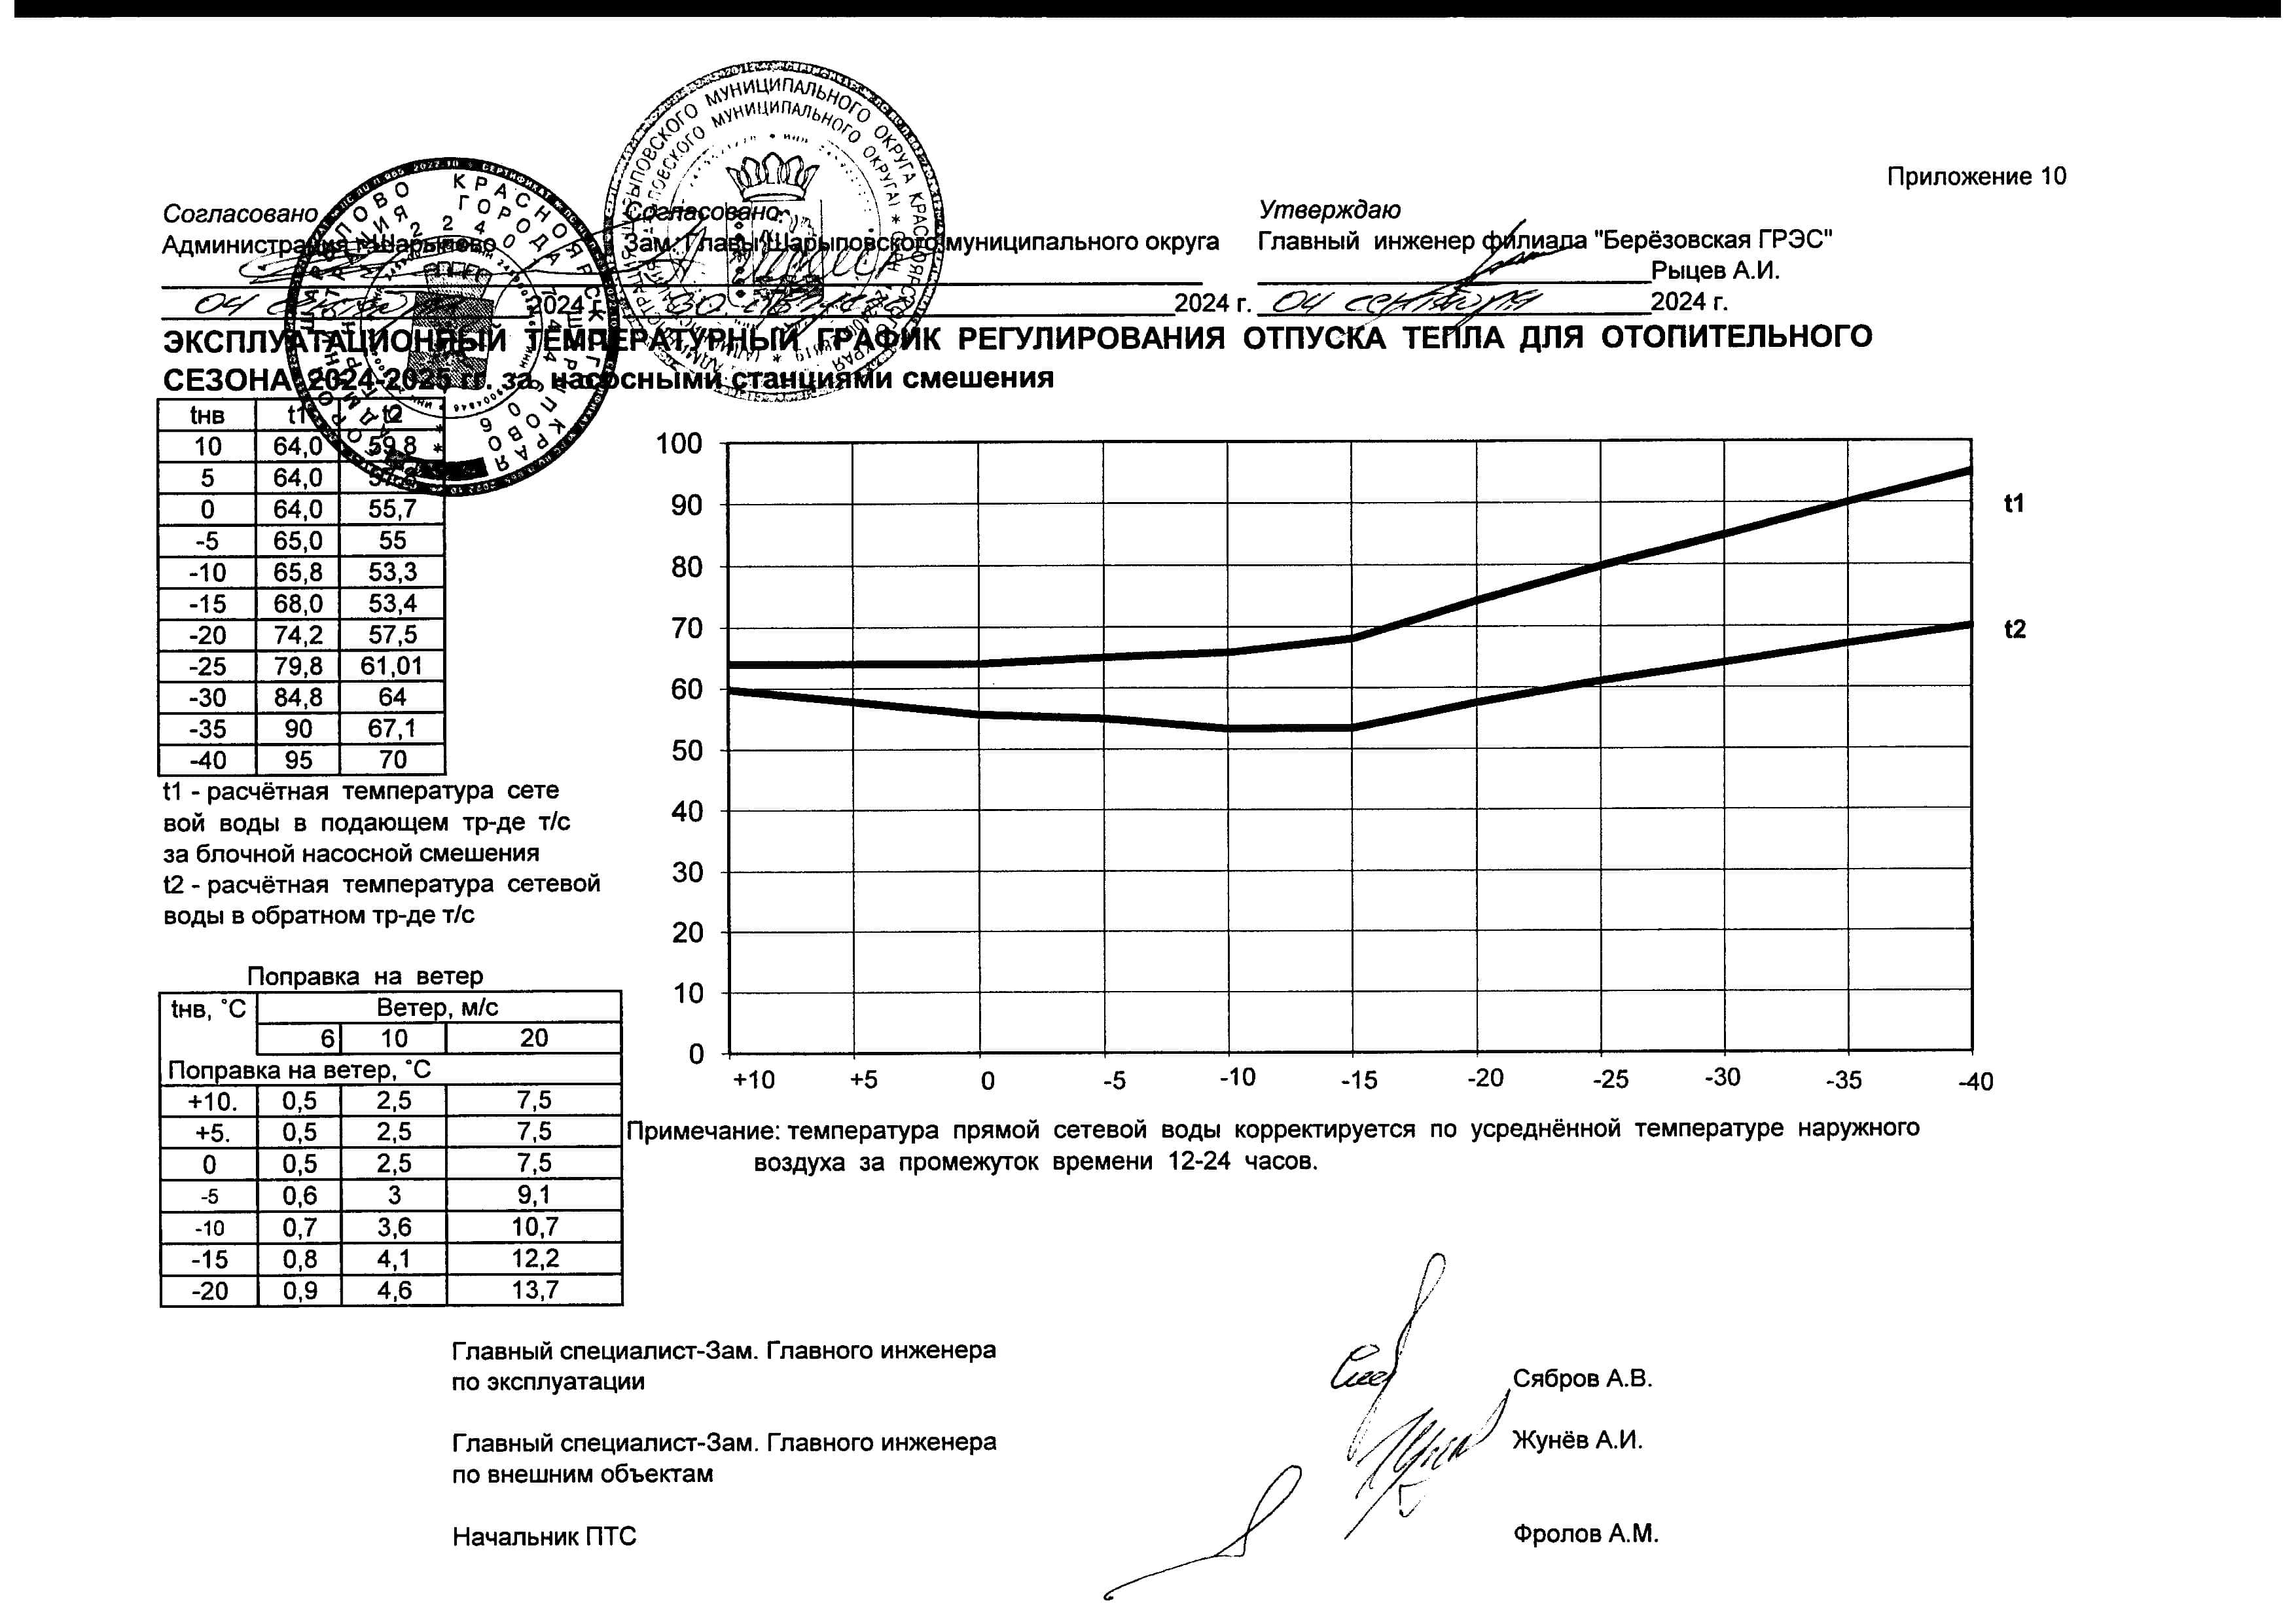 Приложение 10
Согласовано
Администрация г.Шарыпово
2024 г.
04
Согласовано:
Зам. Главы Шарыповского муниципального округа
2024 г.
Утверждаю
Главный инженер филиала "Берёзовская ГРЭС"
Рыцев А.И.
04 сентября 2024 г.
ЭКСПЛУАТАЦИОННЫЙ ТЕМПЕРАТУРНЫЙ ГРАФИК РЕГУЛИРОВАНИЯ ОТПУСКА ТЕПЛА ДЛЯ ОТОПИТЕЛЬНОГО
СЕЗОНА 2024-2025 гг. за насосными станциями смешения
tнв t1 t2
10 64,0 59,8
5 64,0
0 64,0 55,7
-5 65,0 55
-10 65,8 53,3
-15 68,0 53,4
-20 74,2 57,5
-25 79,8 61,01
-30 84,8 64
-35 90 67,1
-40 95 70
t1 - расчётная температура сете
вой воды в подающем тр-де т/с
за блочной насосной смешения
t2 - расчётная температура сетевой
воды в обратном тр-де т/с
Поправка на ветер
tнв, °С Ветер, м/с
6 10 20
Поправка на ветер, °С
+10. 0,5 2,5 7,5
+5. 0,5 2,5 7,5
0 0,5 2,5 7,5
-5 0,6 3 9,1
-10 0,7 3,6 10,7
-15 0,8 4,1 12,2
-20 0,9 4,6 13,7
100
90
80
70
60
50
40
30
20
10
0
+10 +5 0 -5 -10 -15 -20 -25 -30 -35 -40
t1
t2
Примечание: температура прямой сетевой воды корректируется по усреднённой температуре наружного
воздуха за промежуток времени 12-24 часов.
Главный специалист-Зам. Главного инженера
по эксплуатации
Сябров А.В.
Главный специалист-Зам. Главного инженера
по внешним объектам
Жунёв А.И.
Начальник ПТС
Фролов А.М.